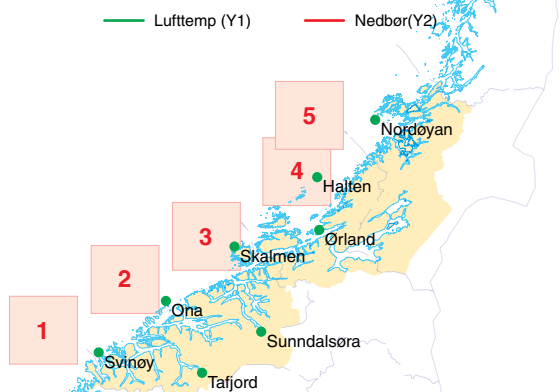 Lufttemp (Y1) Nedbør(Y2)
5
Nordøyan
4
Halten
3
Ørland
Skalmen
2
Ona
1
Sunndalsøra
Svinøy
Tafjord